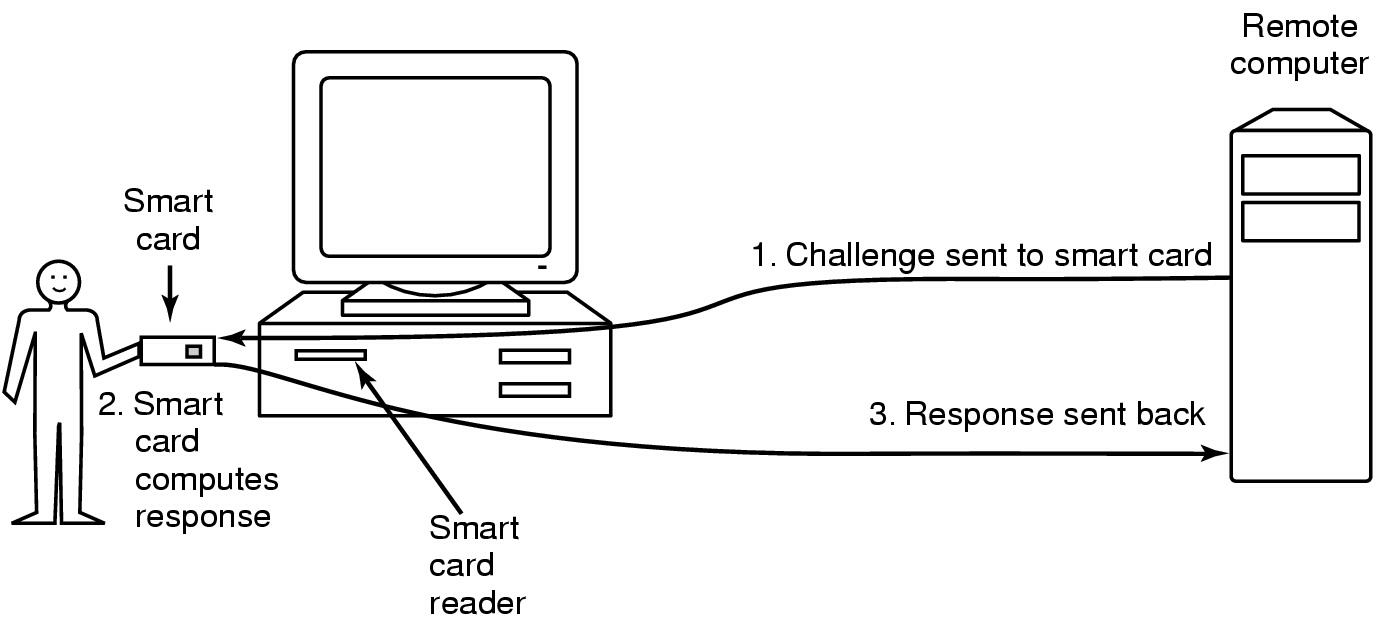 Remote
computer
Smart
card
1. Challenge sent to smart card
2. Smart
card
computes
response
3. Response sent back
Smart
card
reader